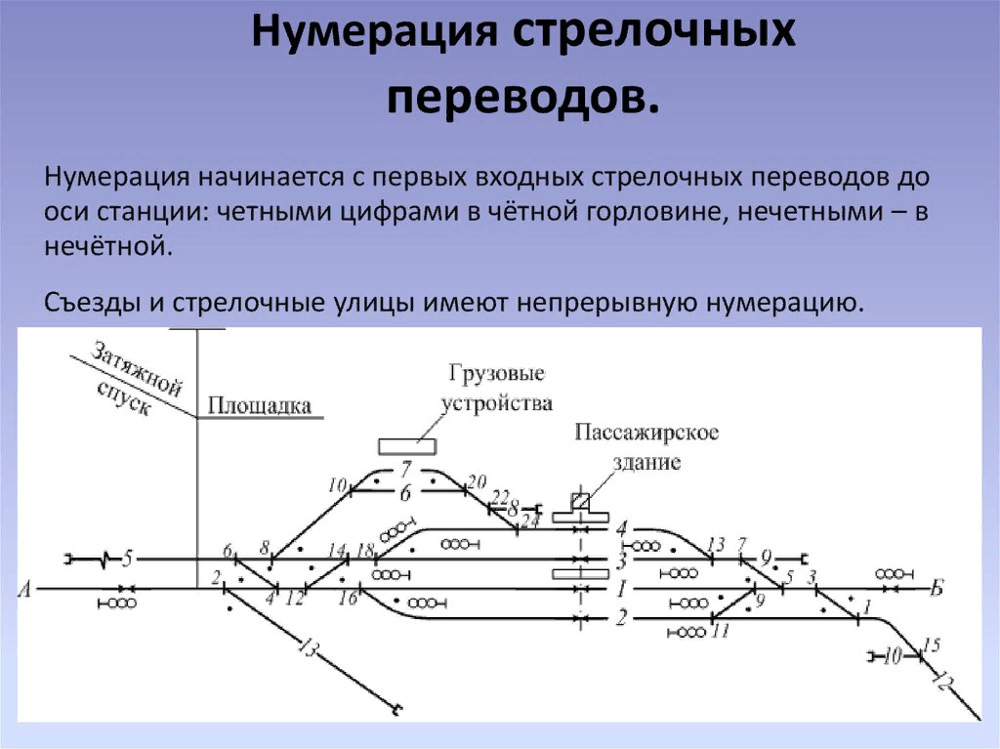 Нумерация стрелочных
переводов.
Нумерация начинается с первых входных стрелочных переводов до
оси станции: четными цифрами в чётной горловине, нечетными – в
нечётной.
Съезды и стрелочные улицы имеют непрерывную нумерацию.
Затяжной
спуск
Площадка
Грузовые
устройства
Пассажирское
здание
7
10 6 20
22 8
24 4
5 6 8 14 18 3 13 7 9
А 2 4 12 16 1 9 5 3 Б
2 11 1
13 10 15
12